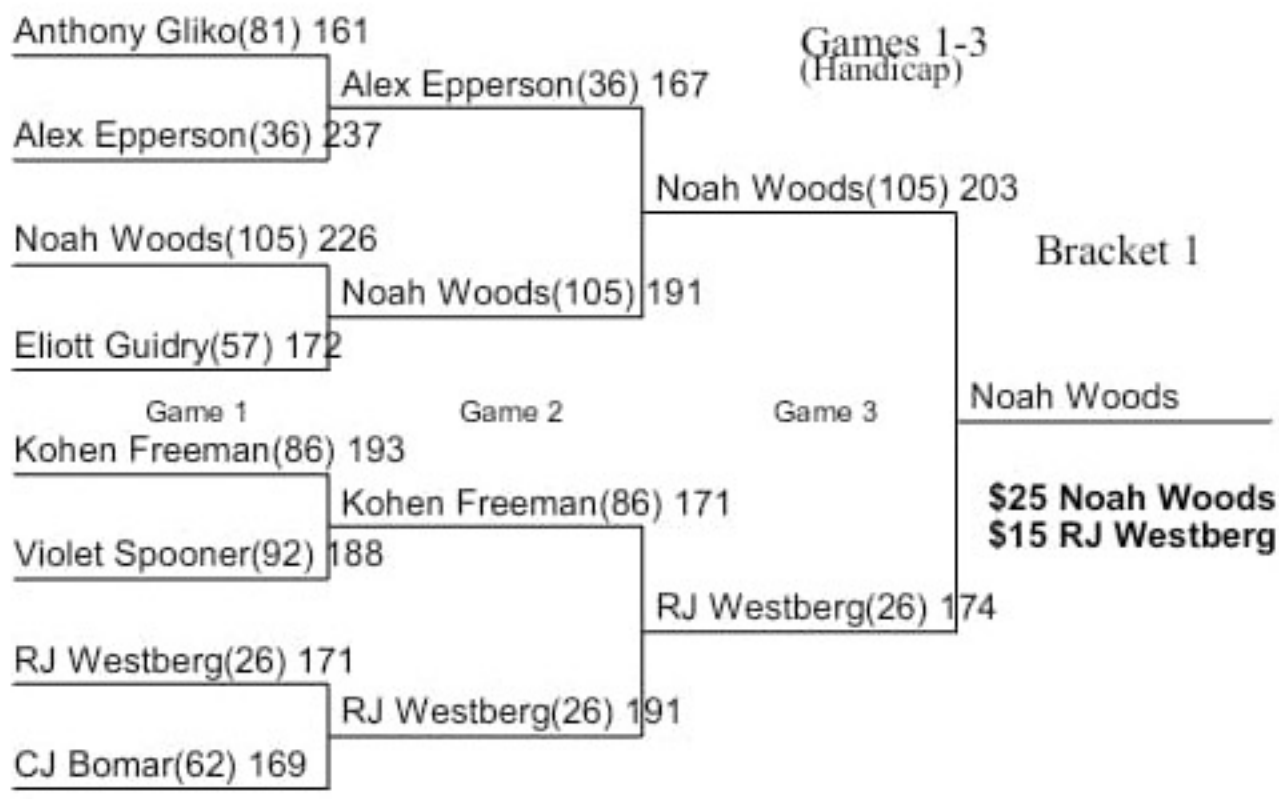 Anthony Gliko(81) 161
Games 1-3
(Handicap)
Alex Epperson(36) 167
Alex Epperson(36) 237
Noah Woods(105) 203
Noah Woods(105) 226
Bracket 1
Noah Woods(105) 191
Eliott Guidry(57) 172
Noah Woods
Game 1 Game 2 Game 3
Kohen Freeman(86) 193
Kohen Freeman(86) 171
$25 Noah Woods
$15 RJ Westberg
Violet Spooner(92) 188
RJ Westberg(26) 174
RJ Westberg(26) 171
RJ Westberg(26) 191
CJ Bomar(62) 169